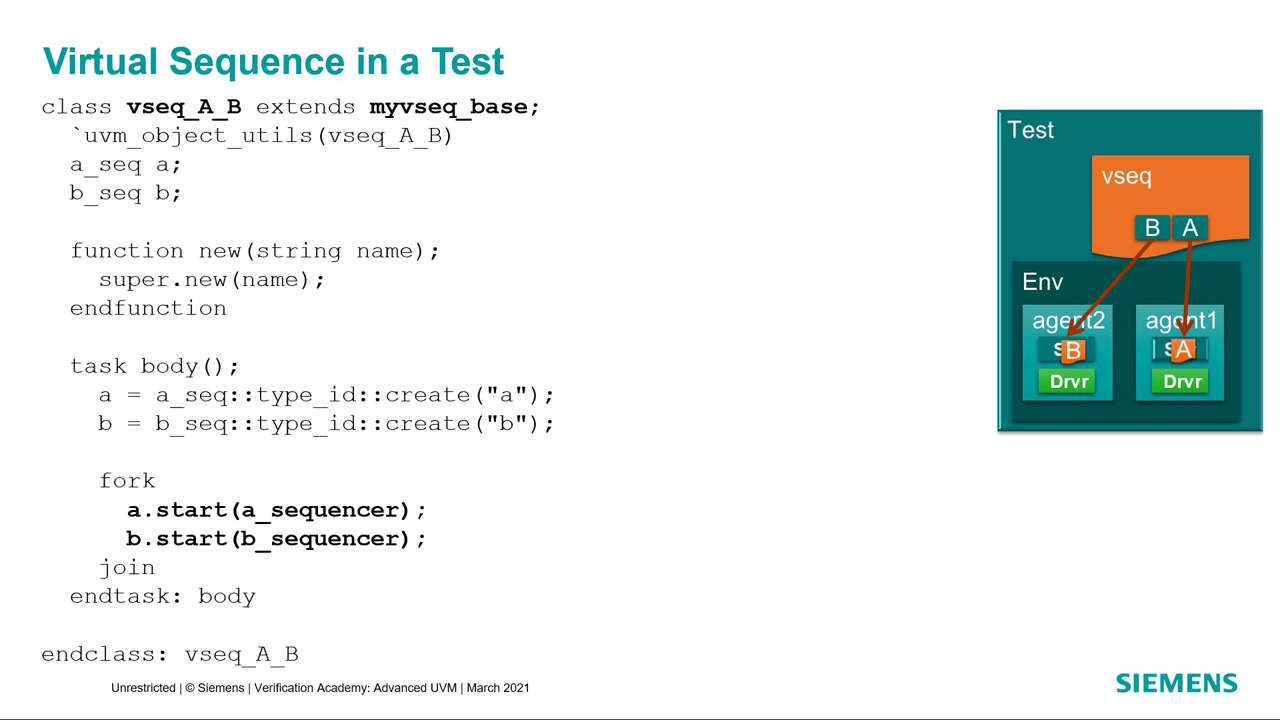 Virtual Sequence in a Test
class vseq_A_B extends myvseq_base;
`uvm_object_utils(vseq_A_B)
a_seq a;
b_seq b;
function new(string name);
super.new(name);
endfunction
task body();
a = a_seq::type_id::create("a");
b = b_seq::type_id::create("b");
fork
a.start(a_sequencer);
b.start(b_sequencer);
join
endtask: body
endclass: vseq_A_B
Test
vseq
B A
Env
agent2 agent1
B A
Drvr Drvr
Unrestricted | © Siemens | Verification Academy: Advanced UVM | March 2021
SIEMENS